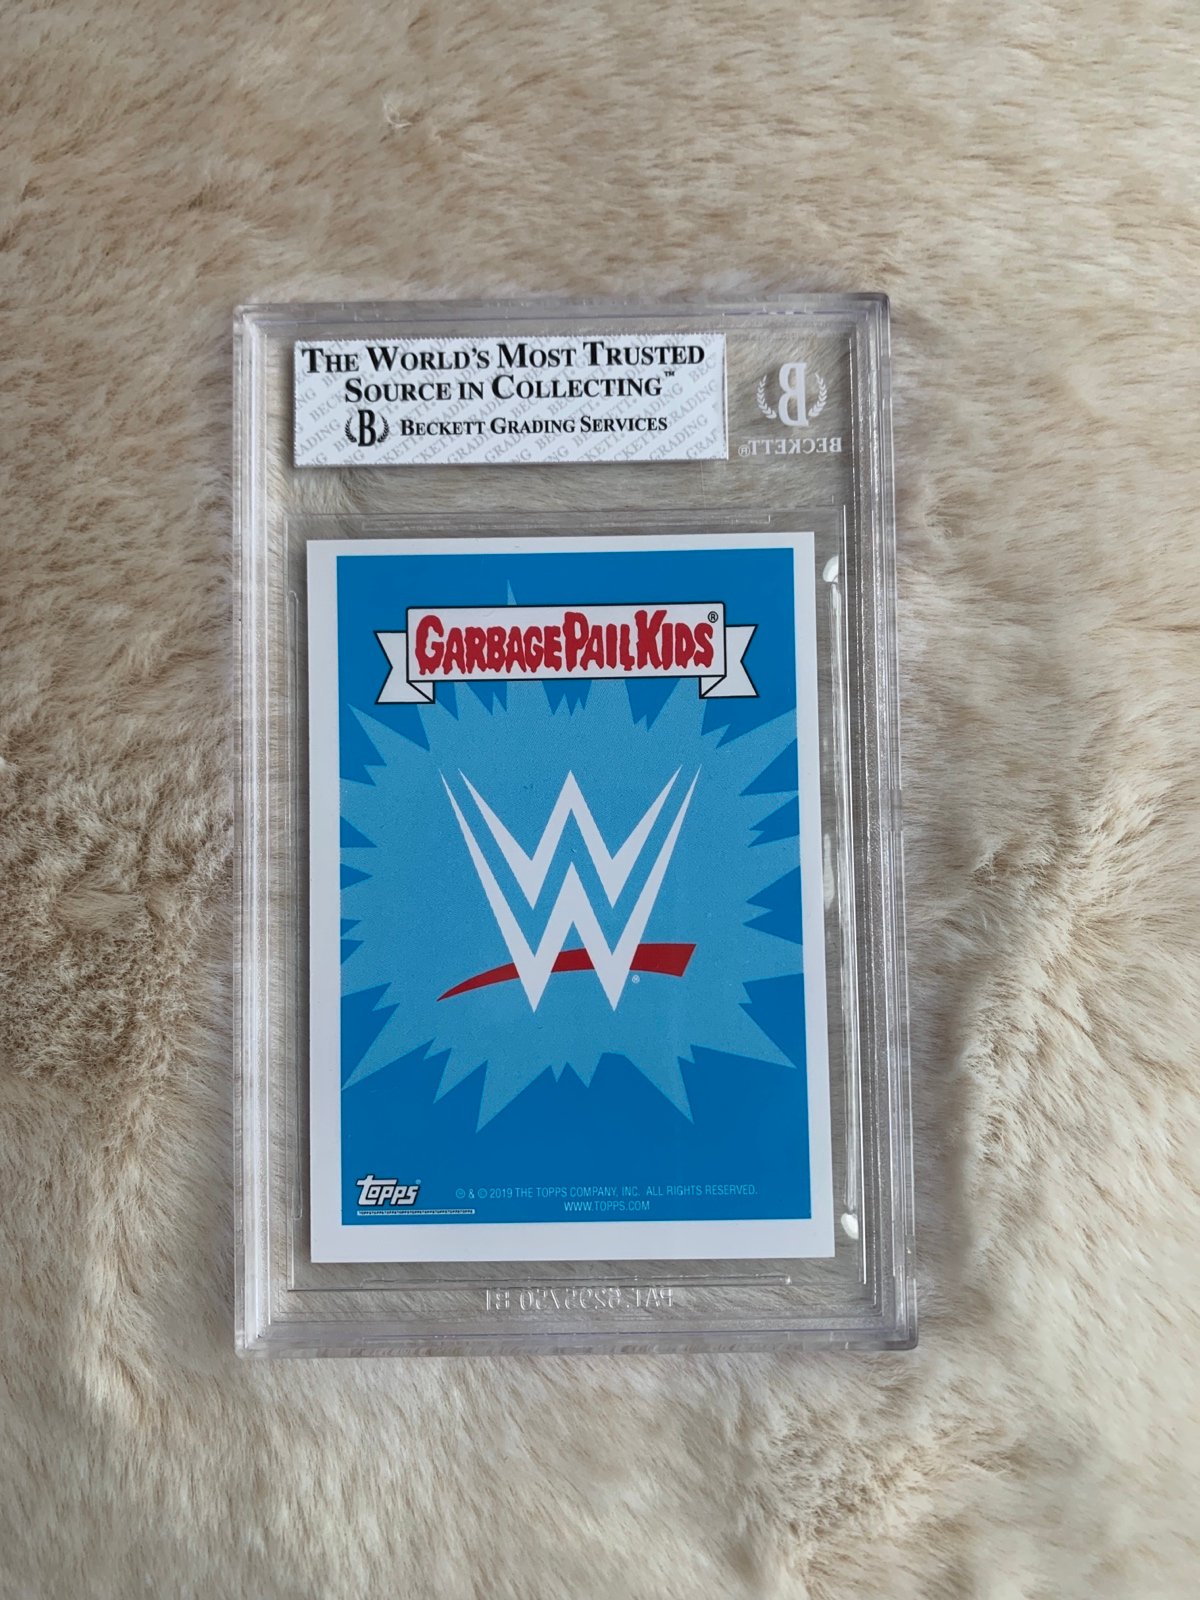 THE WORLD'S MOST TRUSTED
SOURCE IN COLLECTING™
B BECKETT GRADING SERVICES
B
BECKETT®
GARBAGE PAIL KIDS®
W
®
topps®
© & © 2019 THE TOPPS COMPANY, INC. ALL RIGHTS RESERVED.
WWW.TOPPS.COM